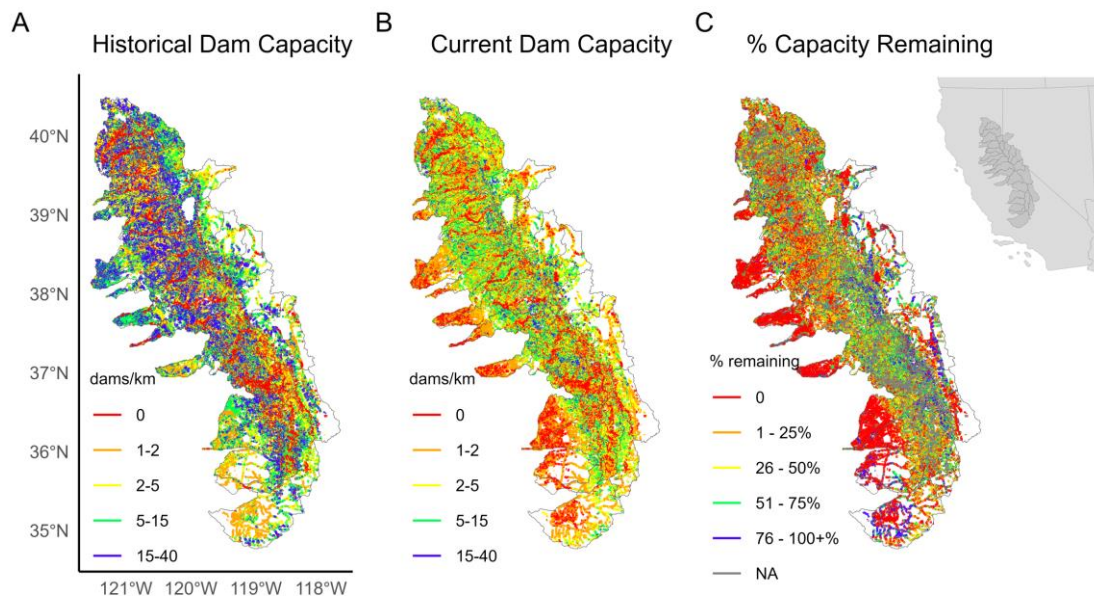 A
Historical Dam Capacity
B
Current Dam Capacity
C
% Capacity Remaining
40°N
39°N
38°N
37°N
36°N
35°N
121°W 120°W 119°W 118°W
dams/km
0
1-2
2-5
5-15
15-40
dams/km
0
1-2
2-5
5-15
15-40
% remaining
0
1 - 25%
26 - 50%
51 - 75%
76 - 100+%
NA